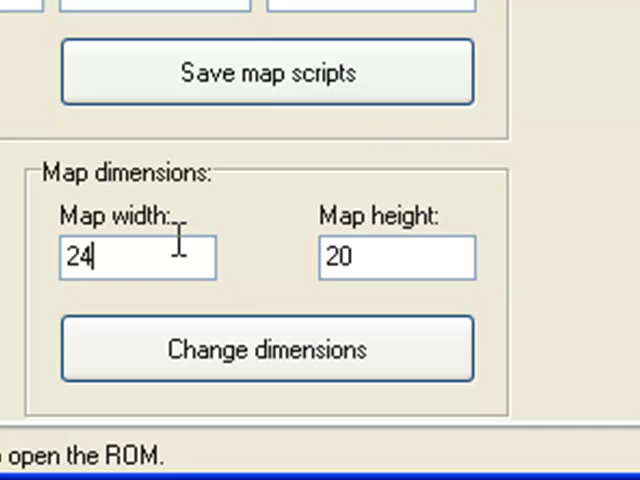 Save map scripts
Map dimensions:
Map width: Map height:
24 20
Change dimensions
open the ROM.